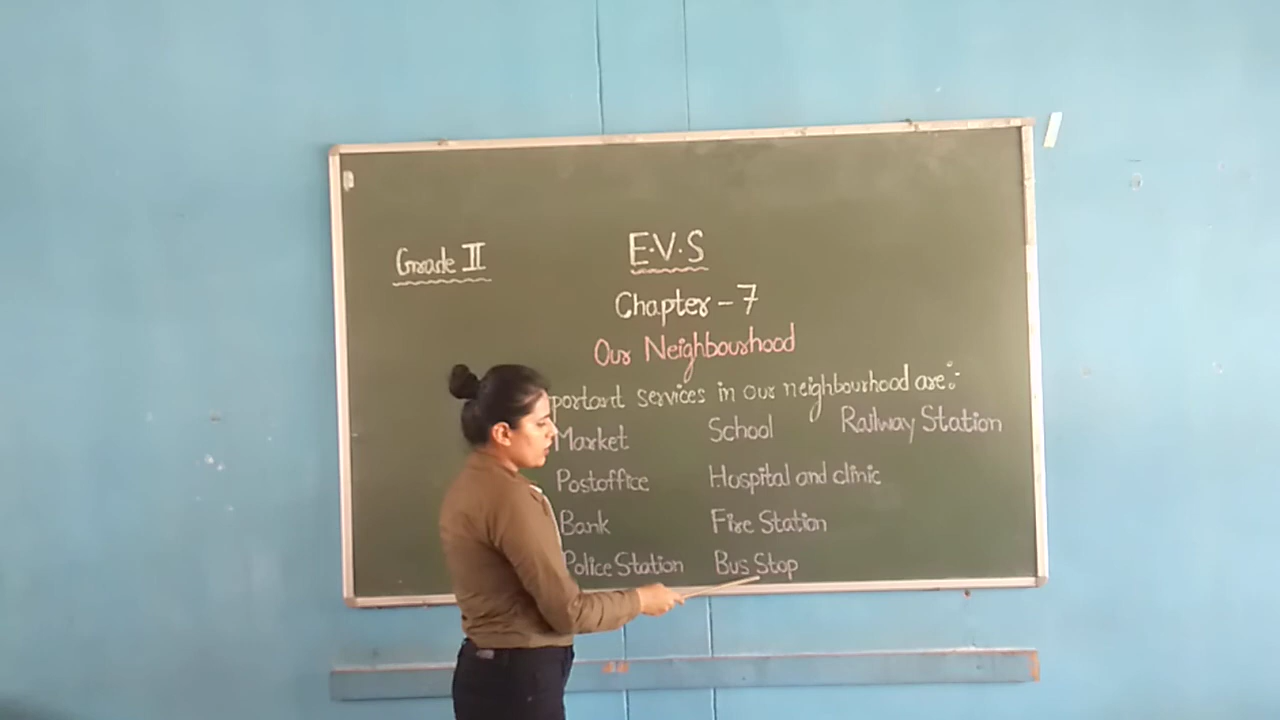 Grade II
E.V.S
Chapter - 7
Our Neighbourhood
portant services in our neighbourhood are:-
Market School Railway Station
Postoffice Hospital and clinic
Bank Fire Station
Police Station Bus Stop